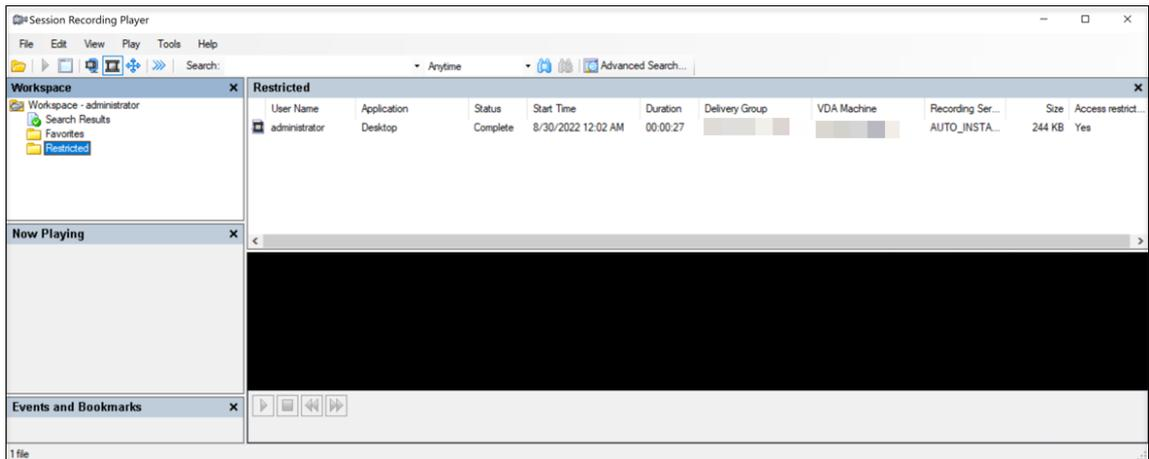 Session Recording Player
File Edit View Play Tools Help
Search: Anytime Advanced Search...
Workspace
Workspace - administrator
Search Results
Favorites
Restricted
Restricted
User Name Application Status Start Time Duration Delivery Group VDA Machine Recording Ser... Size Access restrict...
administrator Desktop Complete 8/30/2022 12:02 AM 00:00:27 AUTO_INSTA... 244 KB Yes
Now Playing
Events and Bookmarks
1 file